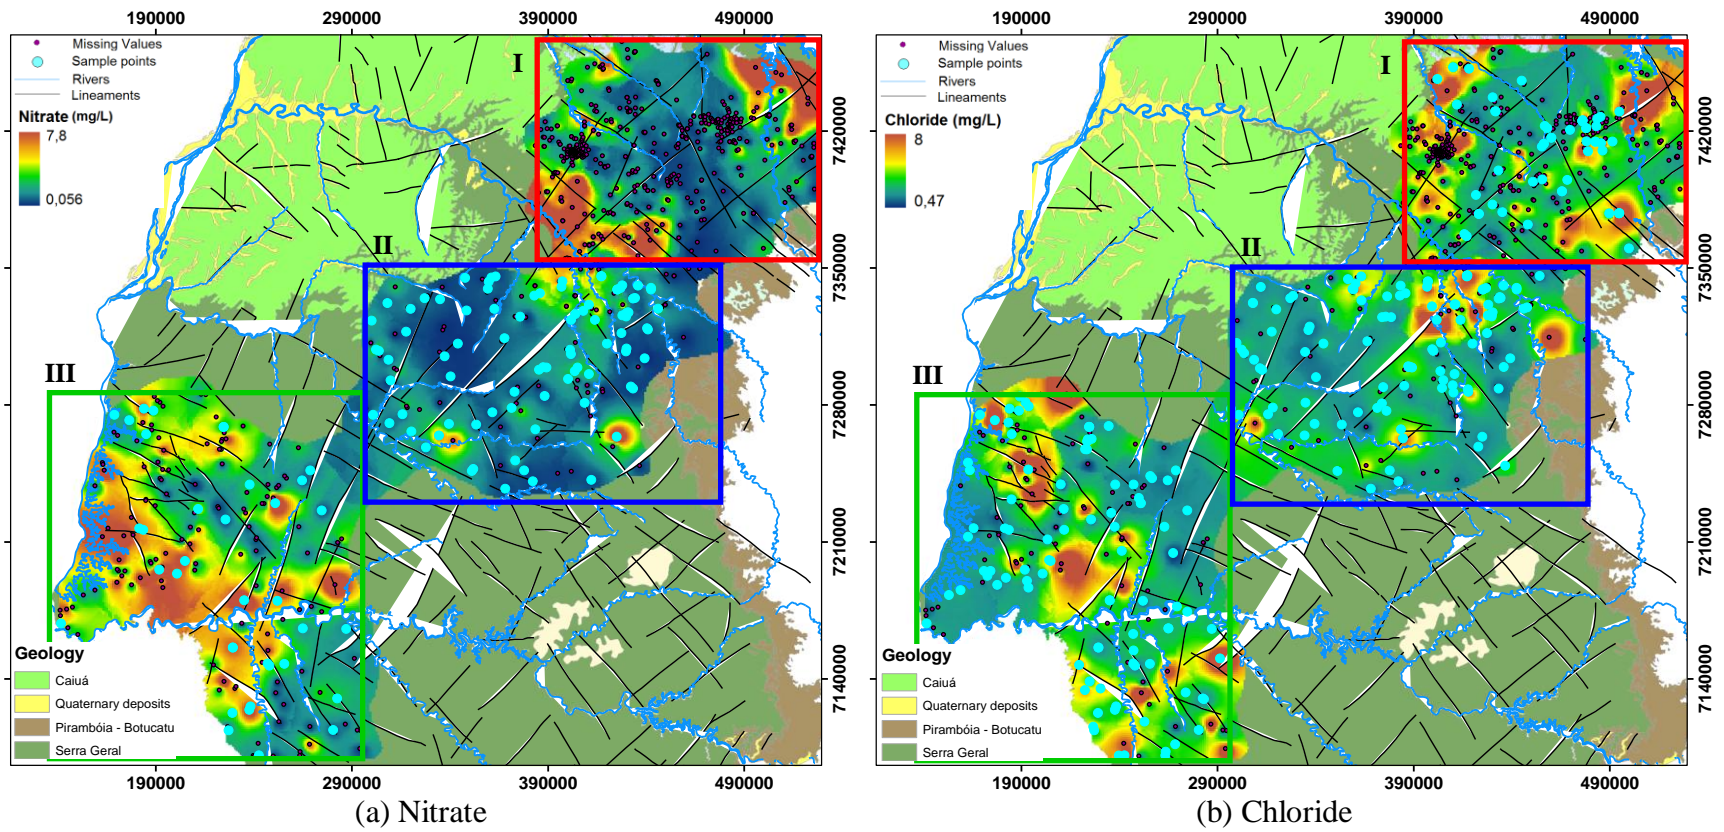 190000 290000 390000 490000
Missing Values
Sample points
Rivers
Lineaments
Nitrate (mg/L)
7,8
0,056
I
II
III
7420000
7350000
7280000
7210000
7140000
Geology
Caiuá
Quaternary deposits
Pirambóia - Botucatu
Serra Geral
190000 290000 390000 490000
(a) Nitrate
190000 290000 390000 490000
Missing Values
Sample points
Rivers
Lineaments
Chloride (mg/L)
8
0,47
I
II
III
7420000
7350000
7280000
7210000
7140000
Geology
Caiuá
Quaternary deposits
Pirambóia - Botucatu
Serra Geral
190000 290000 390000 490000
(b) Chloride